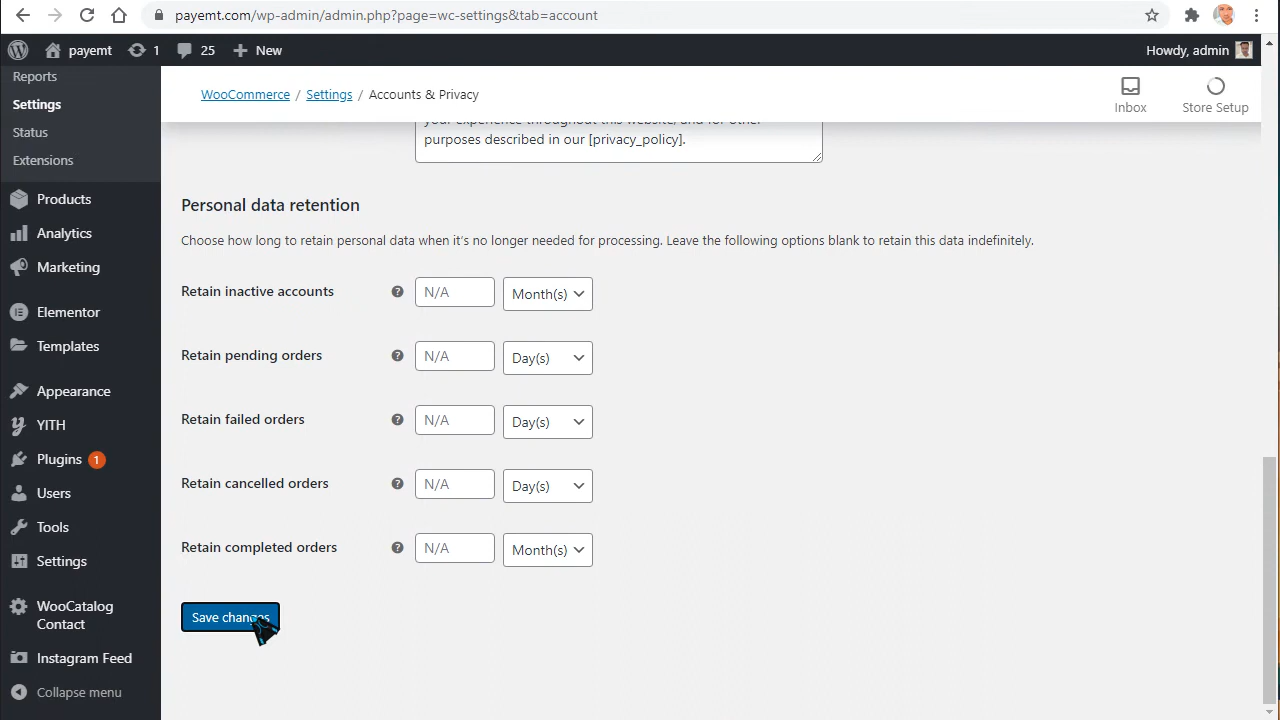 payemt.com/wp-admin/admin.php?page=wc-settings&tab=account
payemt 1 25 New Howdy, admin
Reports
Settings
Status
Extensions
Products
Analytics
Marketing
Elementor
Templates
Appearance
YITH
Plugins 1
Users
Tools
Settings
WooCatalog
Contact
Instagram Feed
Collapse menu
WooCommerce / Settings / Accounts & Privacy
Inbox
Store Setup
your experience throughout this website, and for other
purposes described in our [privacy_policy].
Personal data retention
Choose how long to retain personal data when it's no longer needed for processing. Leave the following options blank to retain this data indefinitely.
Retain inactive accounts ? N/A Month(s)
Retain pending orders ? N/A Day(s)
Retain failed orders ? N/A Day(s)
Retain cancelled orders ? N/A Day(s)
Retain completed orders ? N/A Month(s)
Save changes